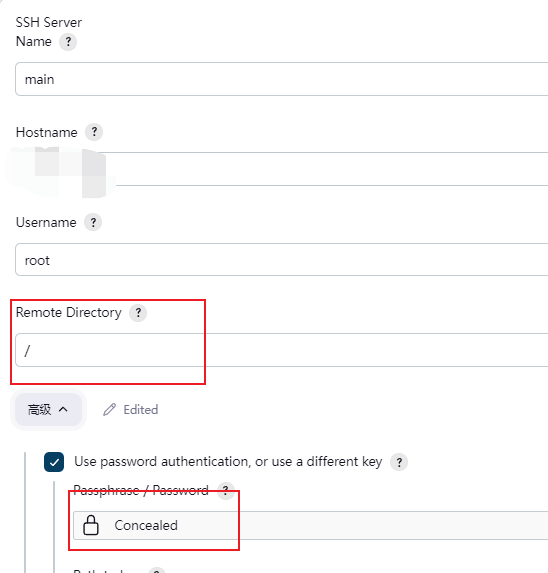 SSH Server
Name ?
main
Hostname ?
Username ?
root
Remote Directory ?
/
高级 Edited
Use password authentication, or use a different key ?
Passphrase / Password ?
Concealed